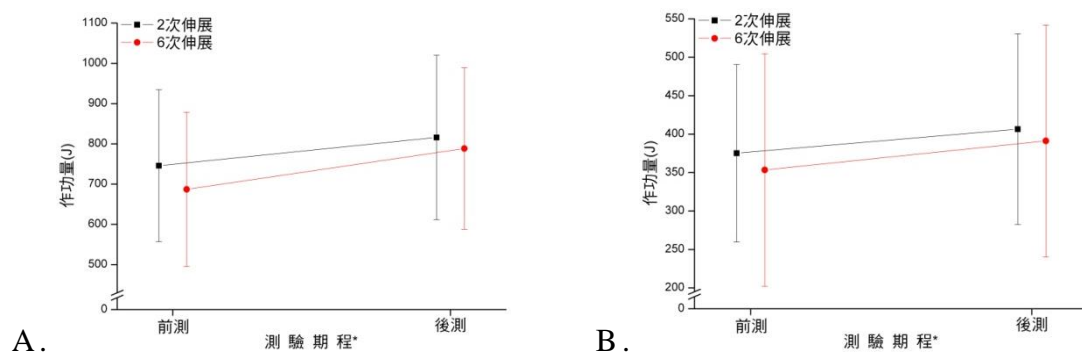 2次伸展
6次伸展
作功量(J)
1100
1000
900
800
700
600
500
0
前測
後測
測 驗 期 程*
A.
2次伸展
6次伸展
作功量(J)
550
500
450
400
350
300
250
200
0
前測
後測
測 驗 期 程*
B.